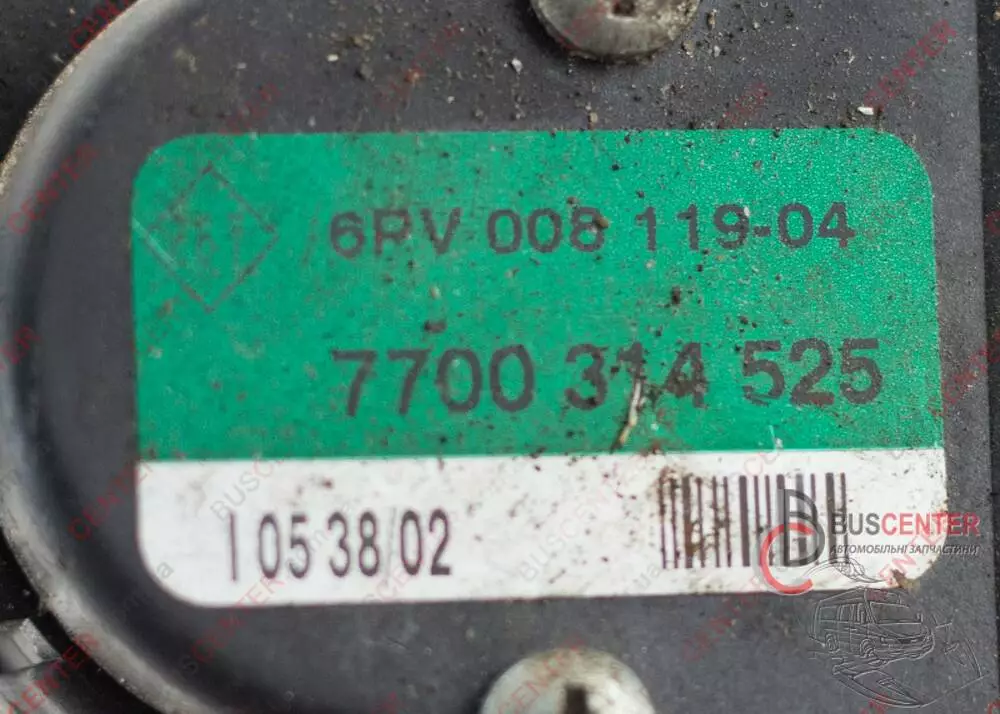 6PV 008 119-04
7700 314 525
I 05 38/02
BUSCENTER
АВТОМОБІЛЬНІ ЗАПЧАСТИНИ